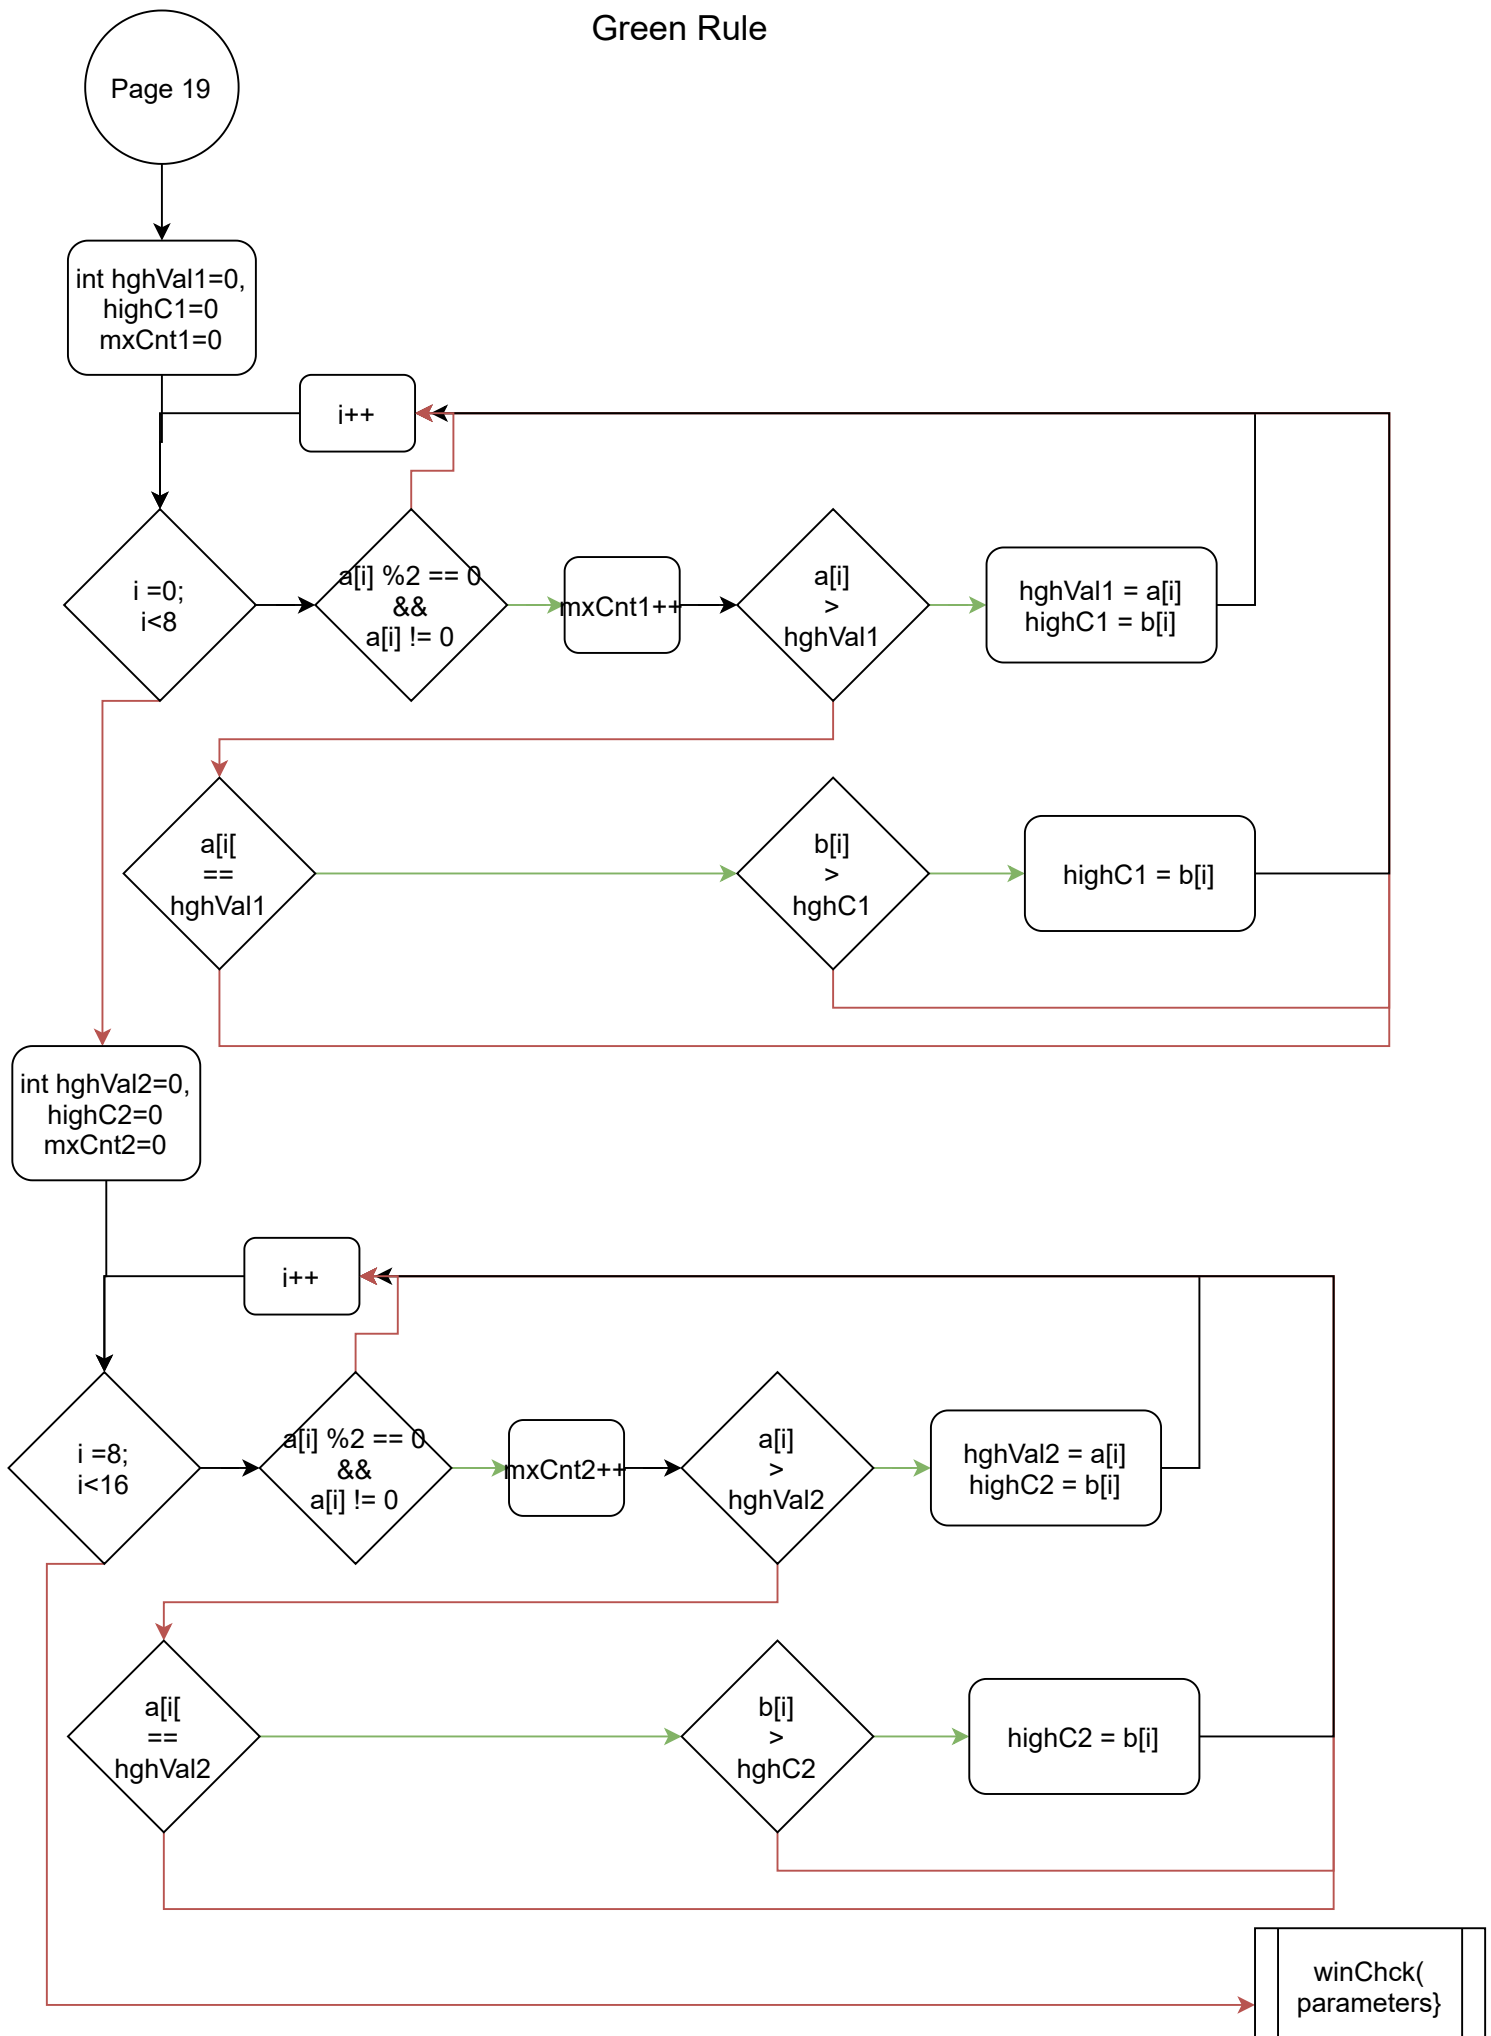 Green Rule
Page 19
int hghVal1=0,
highC1=0
mxCnt1=0
i++
i =0;
i<8
a[i] %2 == 0
&&
a[i] != 0
mxCnt1++
a[i]
>
hghVal1
hghVal1 = a[i]
highC1 = b[i]
a[i[
==
hghVal1
b[i]
>
hghC1
highC1 = b[i]
int hghVal2=0,
highC2=0
mxCnt2=0
i++
i =8;
i<16
a[i] %2 == 0
&&
a[i] != 0
mxCnt2++
a[i]
>
hghVal2
hghVal2 = a[i]
highC2 = b[i]
a[i[
==
hghVal2
b[i]
>
hghC2
highC2 = b[i]
winChck(
parameters}